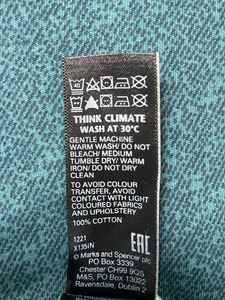 40
THINK CLIMATE
WASH AT 30°C
GENTLE MACHINE
WARM WASH/ DO NOT
BLEACH/ MEDIUM
TUMBLE DRY/ WARM
IRON/ DO NOT DRY
CLEAN
TO AVOID COLOUR
TRANSFER, AVOID
CONTACT WITH LIGHT
COLOURED FABRICS
AND UPHOLSTERY
100% COTTON
1221
X135IN
EAC
© Marks and Spencer plc
PO Box 3339
Chester CH99 9QS
M&S PO Box 13022
Ravensdale, Dublin 2